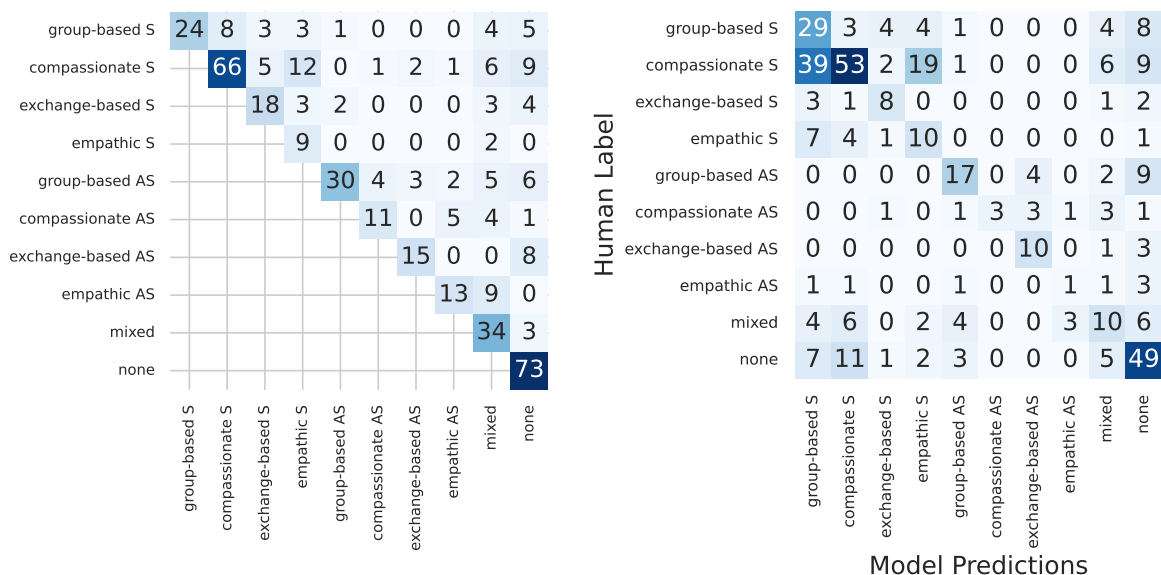 group-based S 24 8 3 3 1 0 0 0 4 5
compassionate S 66 5 12 0 1 2 1 6 9
exchange-based S 18 3 2 0 0 0 3 4
empathic S 9 0 0 0 0 2 0
group-based AS 30 4 3 2 5 6
compassionate AS 11 0 5 4 1
exchange-based AS 15 0 0 8
empathic AS 13 9 0
mixed 34 3
none 73
group-based S
compassionate S
exchange-based S
empathic S
group-based AS
compassionate AS
exchange-based AS
empathic AS
mixed
none
Human Label
group-based S 29 3 4 4 1 0 0 0 4 8
compassionate S 39 53 2 19 1 0 0 0 6 9
exchange-based S 3 1 8 0 0 0 0 0 1 2
empathic S 7 4 1 10 0 0 0 0 0 1
group-based AS 0 0 0 0 17 0 4 0 2 9
compassionate AS 0 0 1 0 1 3 3 1 3 1
exchange-based AS 0 0 0 0 0 0 10 0 1 3
empathic AS 1 1 0 0 1 0 0 1 1 3
mixed 4 6 0 2 4 0 0 3 10 6
none 7 11 1 2 3 0 0 0 5 49
group-based S
compassionate S
exchange-based S
empathic S
group-based AS
compassionate AS
exchange-based AS
empathic AS
mixed
none
Model Predictions